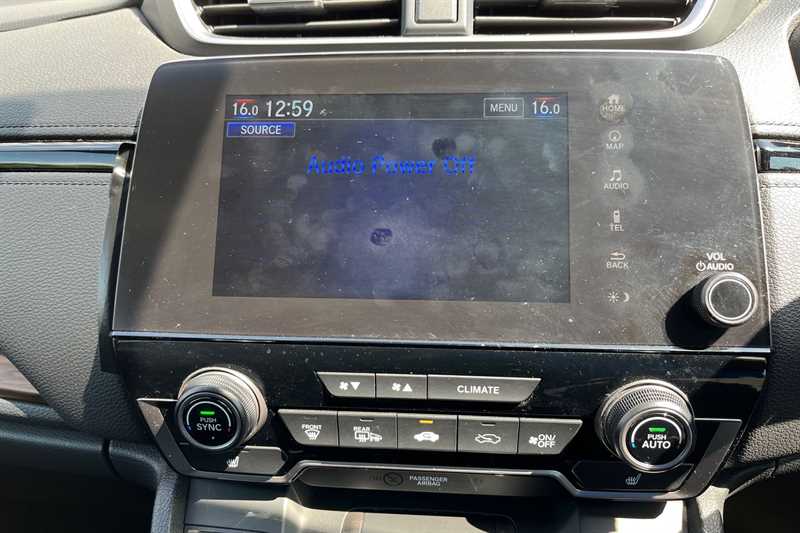 16.0 12:59 MENU 16.0
SOURCE
Audio Power Off
HOME
MAP
AUDIO
TEL
BACK
VOL
AUDIO
CLIMATE
PUSH
SYNC
FRONT
REAR
ON/
OFF
PUSH
AUTO
PASSENGER
AIRBAG